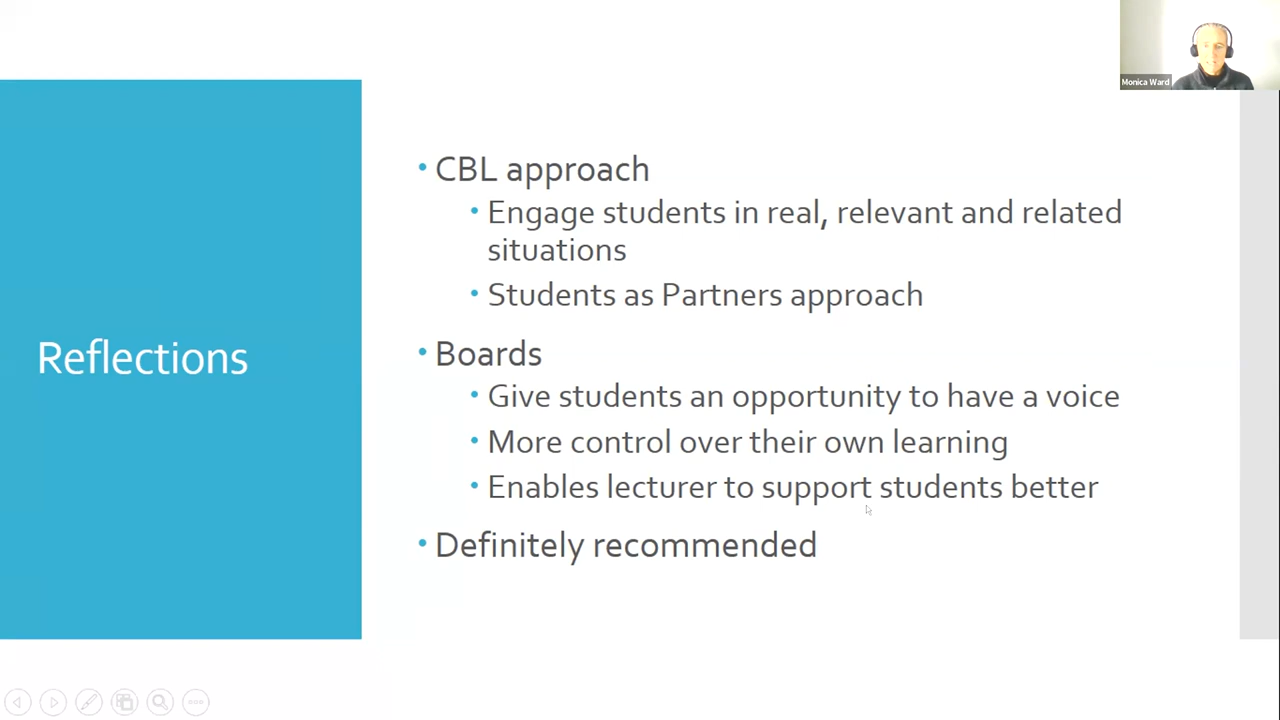 Monica Ward
Reflections
• CBL approach
• Engage students in real, relevant and related
situations
• Students as Partners approach
• Boards
• Give students an opportunity to have a voice
• More control over their own learning
• Enables lecturer to support students better
• Definitely recommended